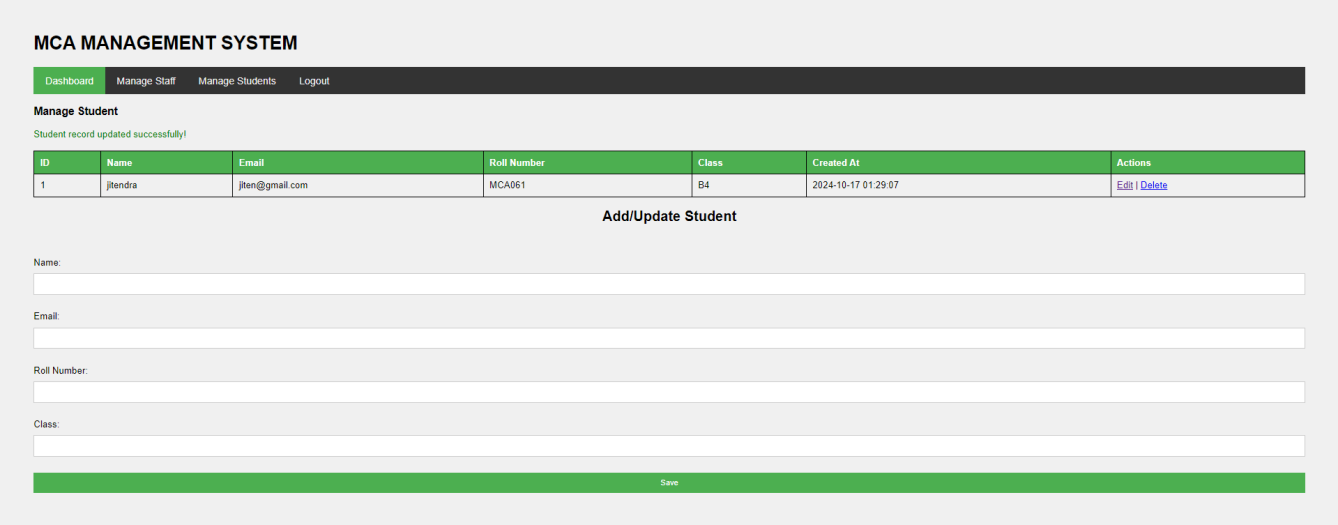 MCA MANAGEMENT SYSTEM
Dashboard Manage Staff Manage Students Logout
Manage Student
Student record updated successfully!
ID Name Email Roll Number Class Created At Actions
1 jitendra jiten@gmail.com MCA061 B4 2024-10-17 01:29:07 Edit | Delete
Add/Update Student
Name:
Email:
Roll Number:
Class:
Save